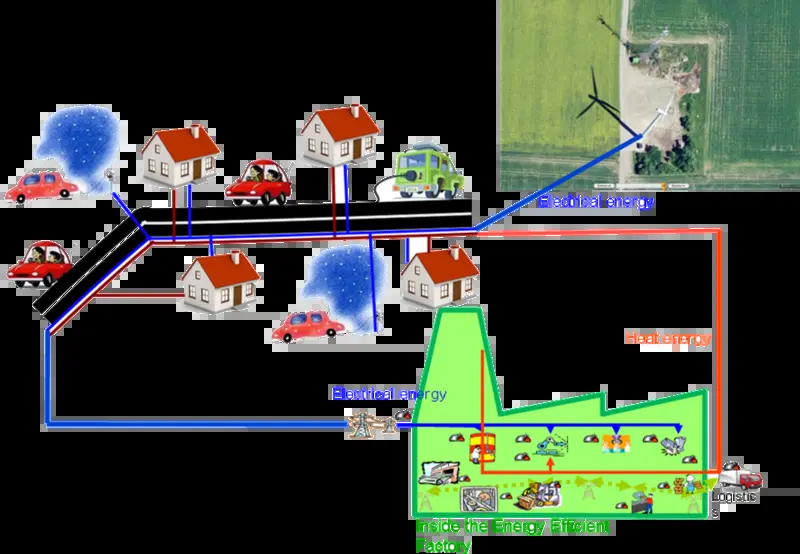 Electrical energy
Heat energy
Electrical energy
Logistic
s
Inside the Energy Efficient
Factory